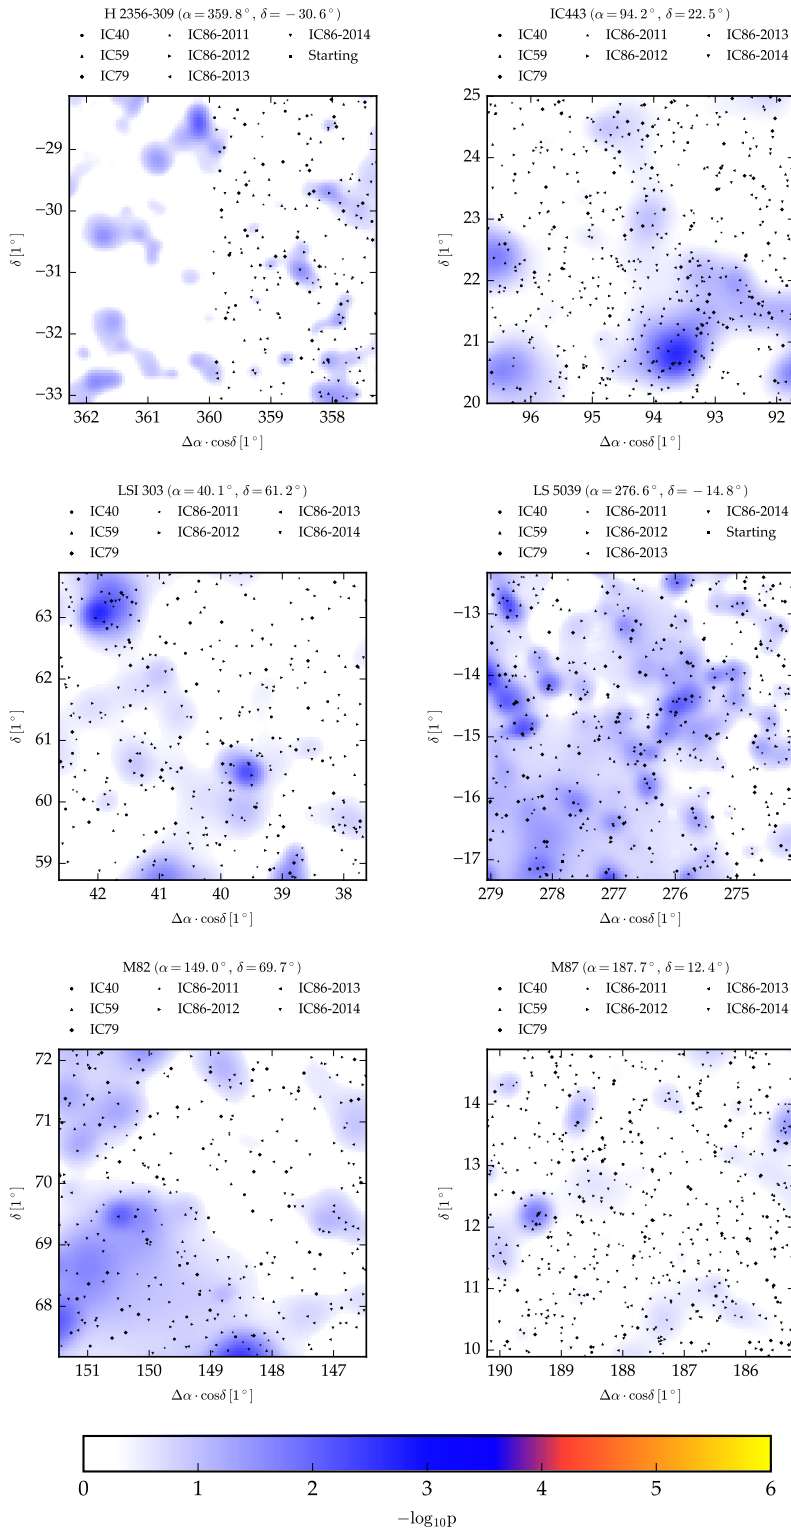 H 2356-309 (α=359.8°, δ=−30.6°)
IC40 IC86-2011 IC86-2014
IC59 IC86-2012 Starting
IC79 IC86-2013
−29
−30
−31
−32
−33
δ [1°]
362 361 360 359 358
Δα · cosδ [1°]
IC443 (α=94.2°, δ=22.5°)
IC40 IC86-2011 IC86-2013
IC59 IC86-2012 IC86-2014
IC79
25
24
23
22
21
20
δ [1°]
96 95 94 93 92
Δα · cosδ [1°]
LSI 303 (α=40.1°, δ=61.2°)
IC40 IC86-2011 IC86-2013
IC59 IC86-2012 IC86-2014
IC79
63
62
61
60
59
δ [1°]
42 41 40 39 38
Δα · cosδ [1°]
LS 5039 (α=276.6°, δ=−14.8°)
IC40 IC86-2011 IC86-2014
IC59 IC86-2012 Starting
IC79 IC86-2013
−13
−14
−15
−16
−17
δ [1°]
279 278 277 276 275
Δα · cosδ [1°]
M82 (α=149.0°, δ=69.7°)
IC40 IC86-2011 IC86-2013
IC59 IC86-2012 IC86-2014
IC79
72
71
70
69
68
δ [1°]
151 150 149 148 147
Δα · cosδ [1°]
M87 (α=187.7°, δ=12.4°)
IC40 IC86-2011 IC86-2013
IC59 IC86-2012 IC86-2014
IC79
14
13
12
11
10
δ [1°]
190 189 188 187 186
Δα · cosδ [1°]
0 1 2 3 4 5 6
−log₁₀p